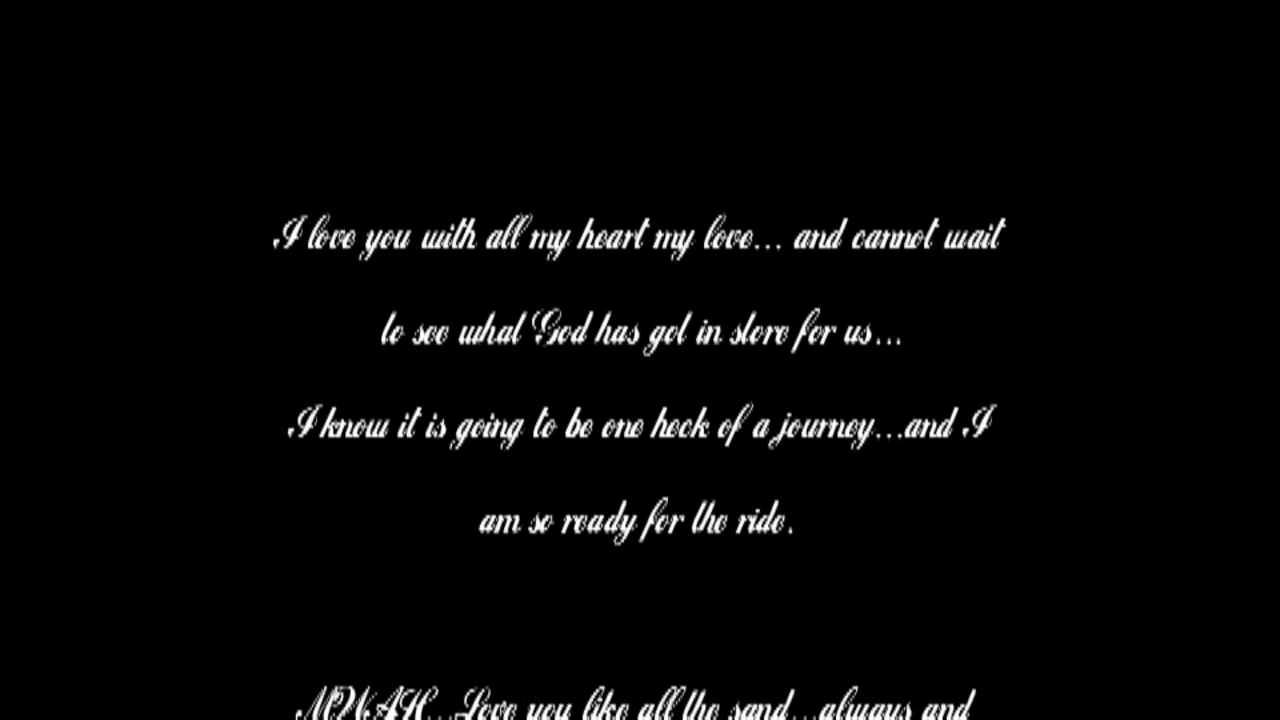 I love you with all my heart my love... and cannot wait
to see what God has got in store for us...
I know it is going to be one heck of a journey...and I
am so ready for the ride.
MWAH...Love you like all the sand...always and